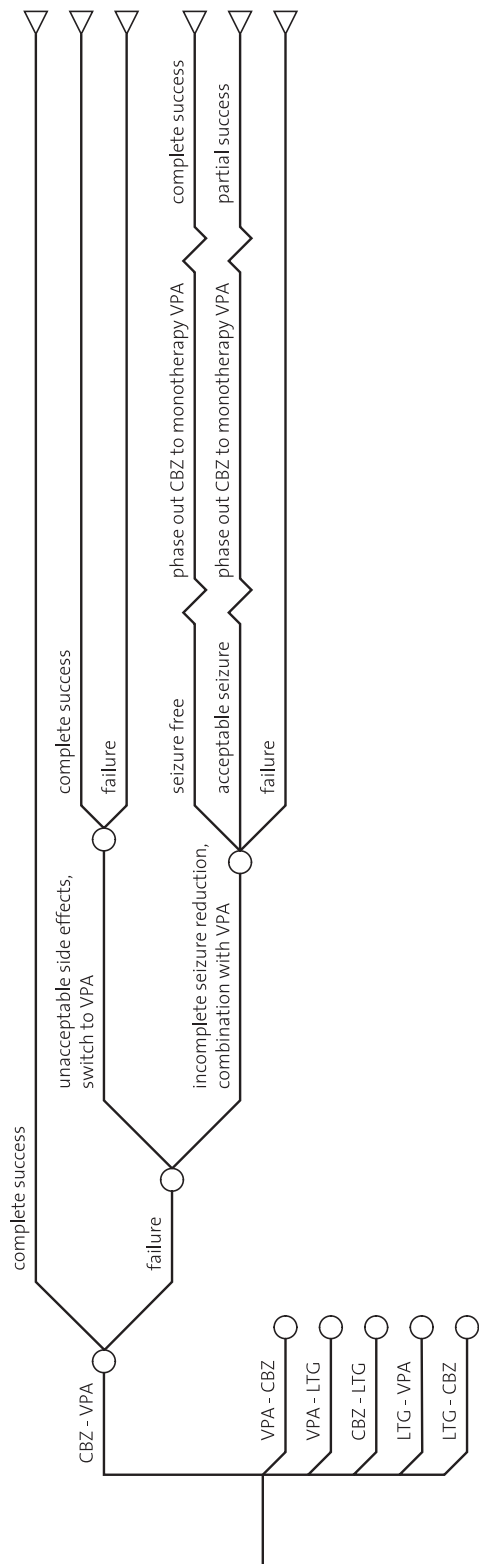 CBZ - VPA
complete success
failure
unacceptable side effects,
switch to VPA
complete success
failure
incomplete seizure reduction,
combination with VPA
seizure free
phase out CBZ to monotherapy VPA
complete success
acceptable seizure
phase out CBZ to monotherapy VPA
partial success
failure
VPA - CBZ
VPA - LTG
CBZ - LTG
LTG - VPA
LTG - CBZ